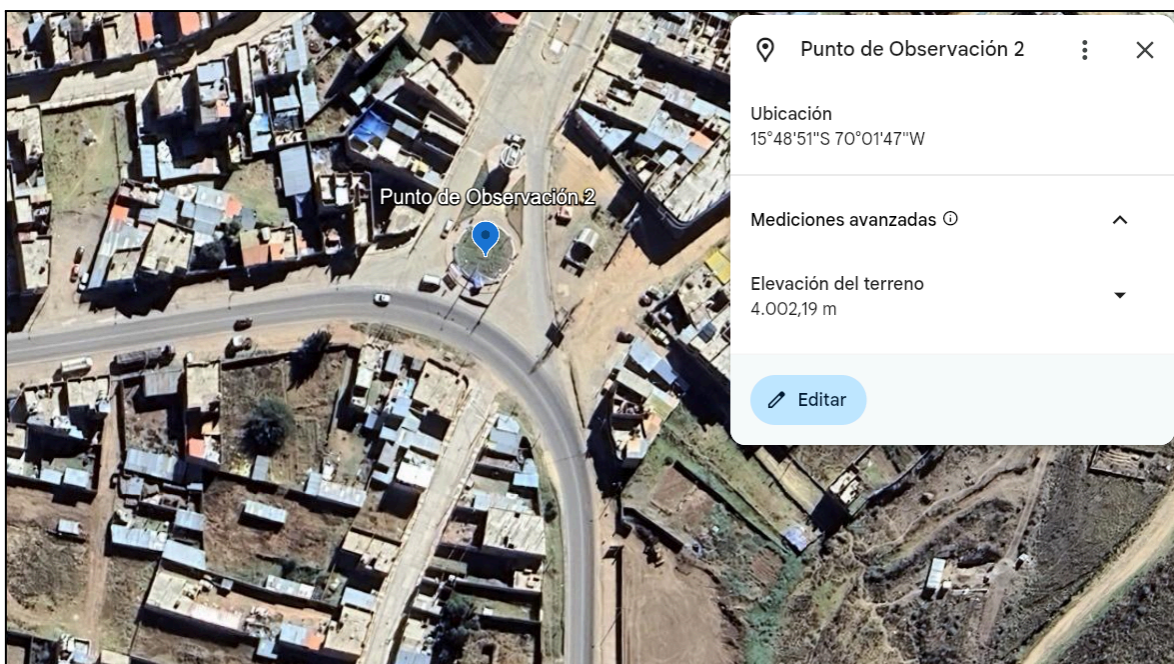 Punto de Observación 2
Punto de Observación 2
Ubicación
15°48'51"S 70°01'47"W
Mediciones avanzadas
Elevación del terreno
4.002,19 m
Editar